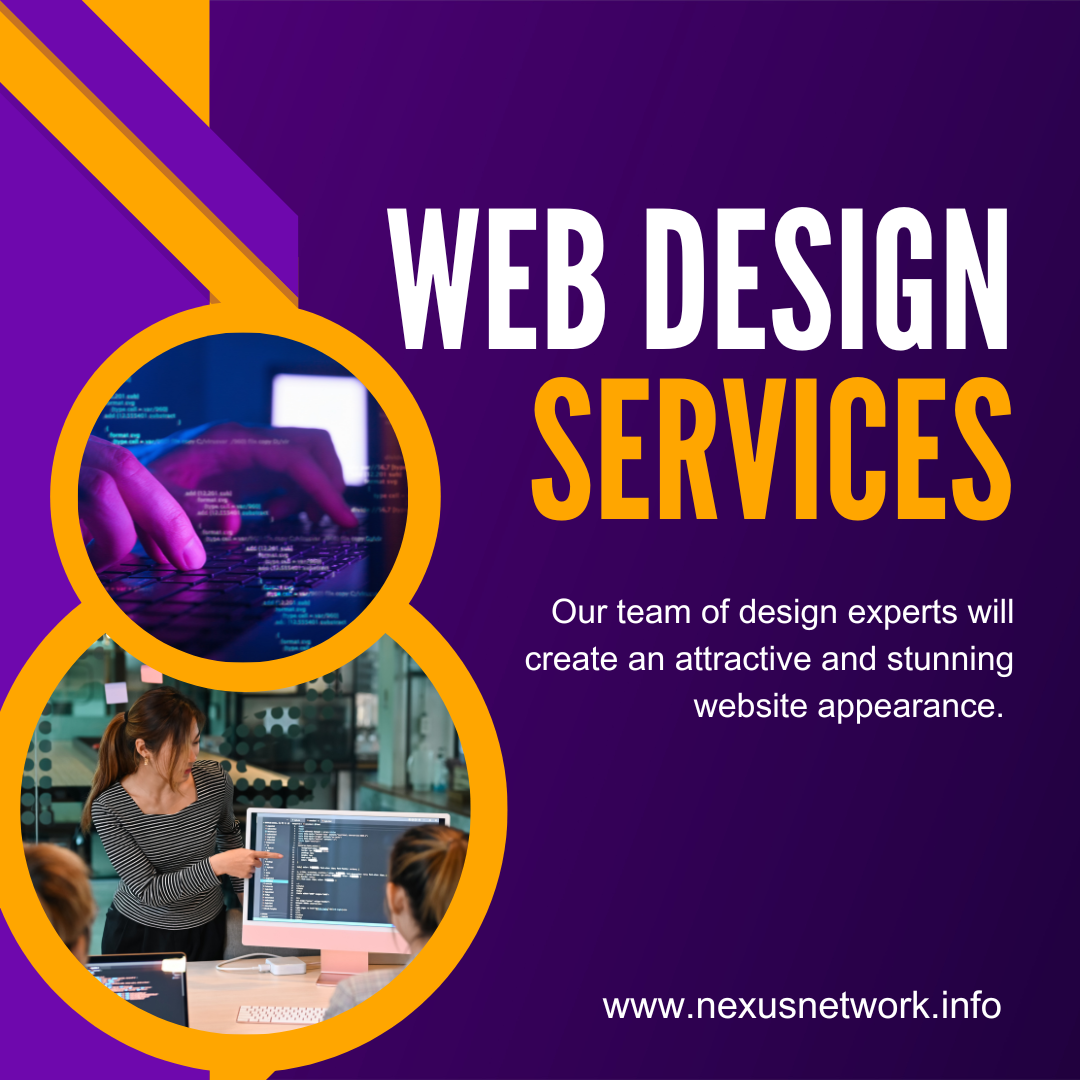 WEB DESIGN
SERVICES
Our team of design experts will
create an attractive and stunning
website appearance.
www.nexusnetwork.info